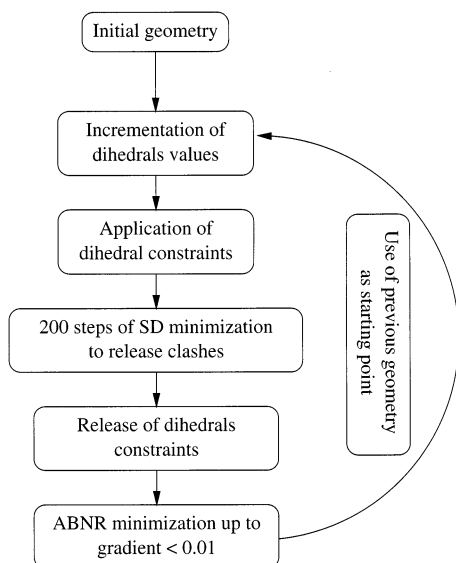 Initial geometry
Incrementation of
dihedrals values
Application of
dihedral constraints
200 steps of SD minimization
to release clashes
Release of dihedrals
constraints
ABNR minimization up to
gradient < 0.01
Use of previous geometry
as starting point